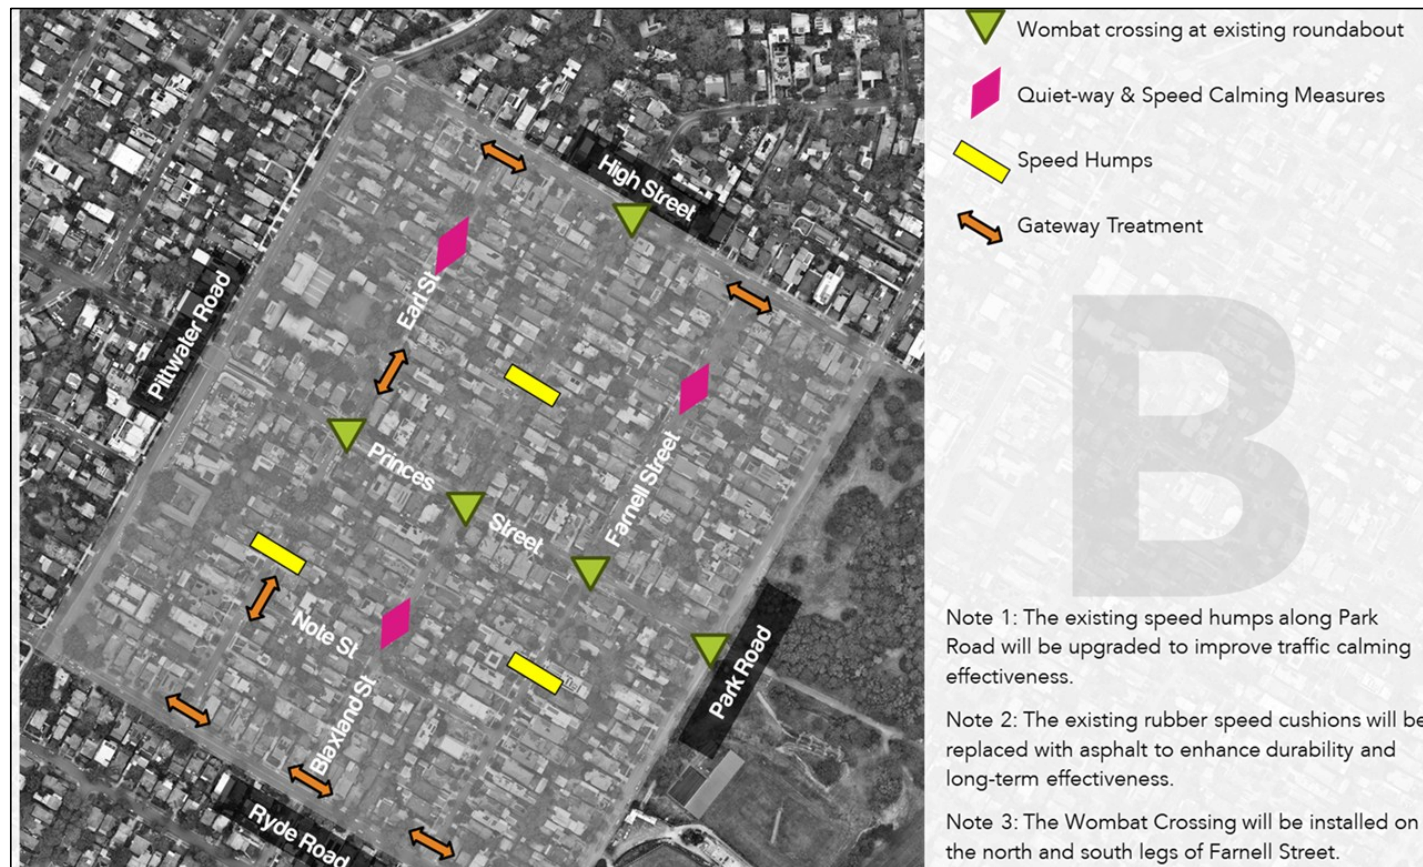 Wombat crossing at existing roundabout
Quiet-way & Speed Calming Measures
Speed Humps
Gateway Treatment
High Street
Earl St
Pittwater Road
Farnell Street
Princes
Street
Note St
Park Road
Blaxland St
Ryde Road
B
Note 1: The existing speed humps along Park
Road will be upgraded to improve traffic calming
effectiveness.
Note 2: The existing rubber speed cushions will be
replaced with asphalt to enhance durability and
long-term effectiveness.
Note 3: The Wombat Crossing will be installed on
the north and south legs of Farnell Street.